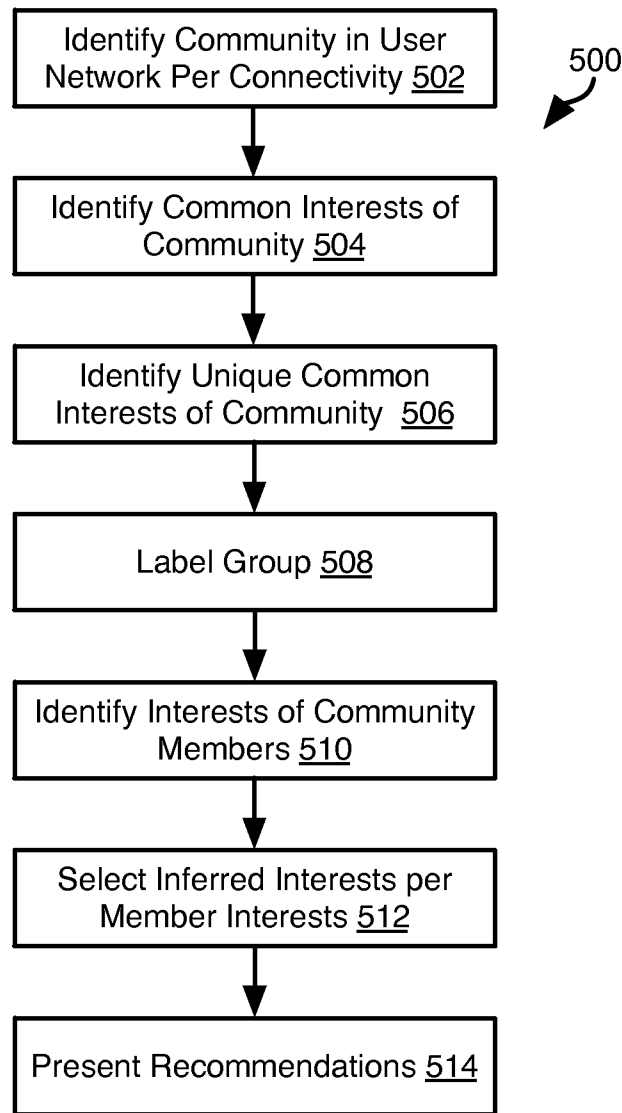 Identify Community in User
Network Per Connectivity 502
500
Identify Common Interests of
Community 504
Identify Unique Common
Interests of Community 506
Label Group 508
Identify Interests of Community
Members 510
Select Inferred Interests per
Member Interests 512
Present Recommendations 514